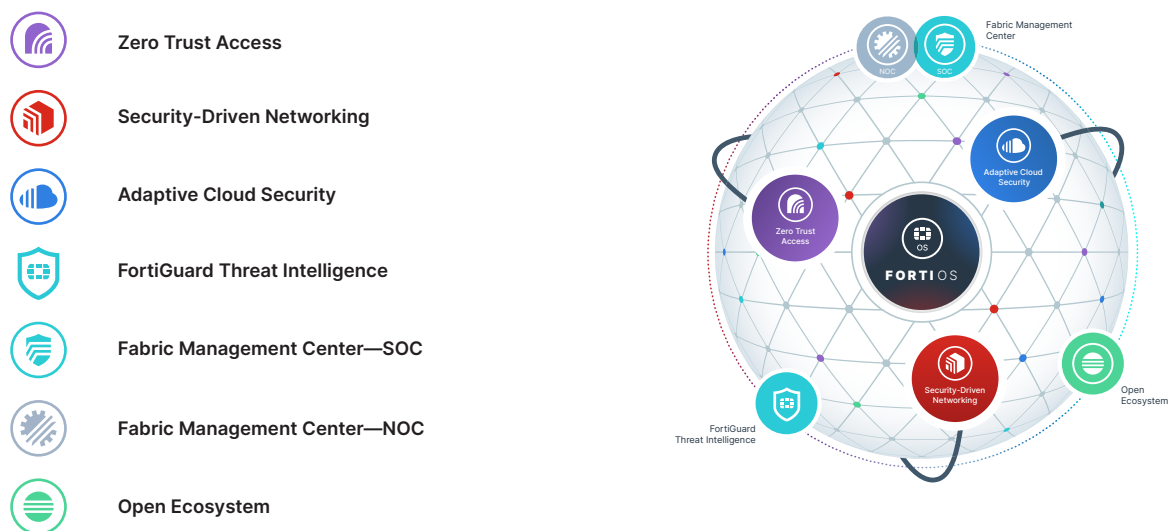 Zero Trust Access
Security-Driven Networking
Adaptive Cloud Security
FortiGuard Threat Intelligence
Fabric Management Center—SOC
Fabric Management Center—NOC
Open Ecosystem
Fabric Management
Center
NOC
SOC
Adaptive Cloud
Security
Zero Trust
Access
OS
FORTIOS
Security-Driven
Networking
Open
Ecosystem
FortiGuard
Threat Intelligence